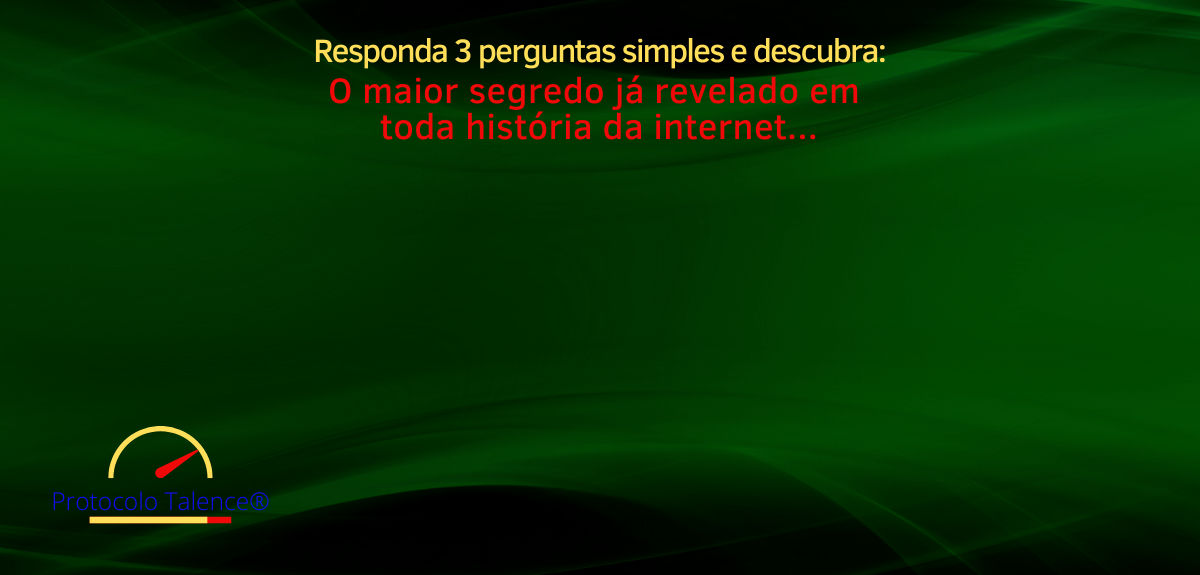 Responda 3 perguntas simples e descubra:
O maior segredo já revelado em
toda história da internet...
Protocolo Talence®